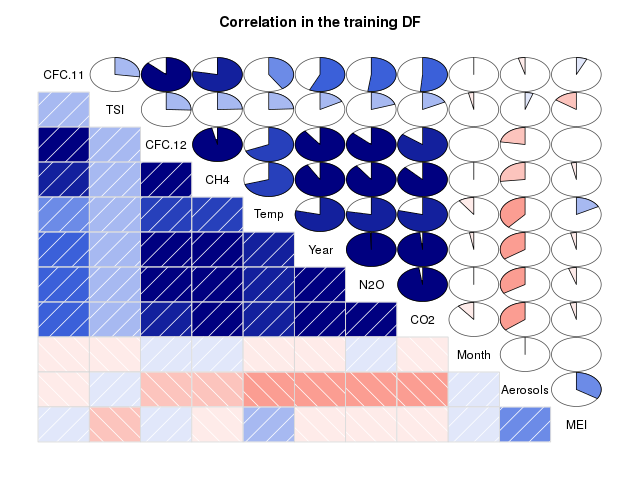 Correlation in the training DF
CFC.11
TSI
CFC.12
CH4
Temp
Year
N2O
CO2
Month
Aerosols
MEI